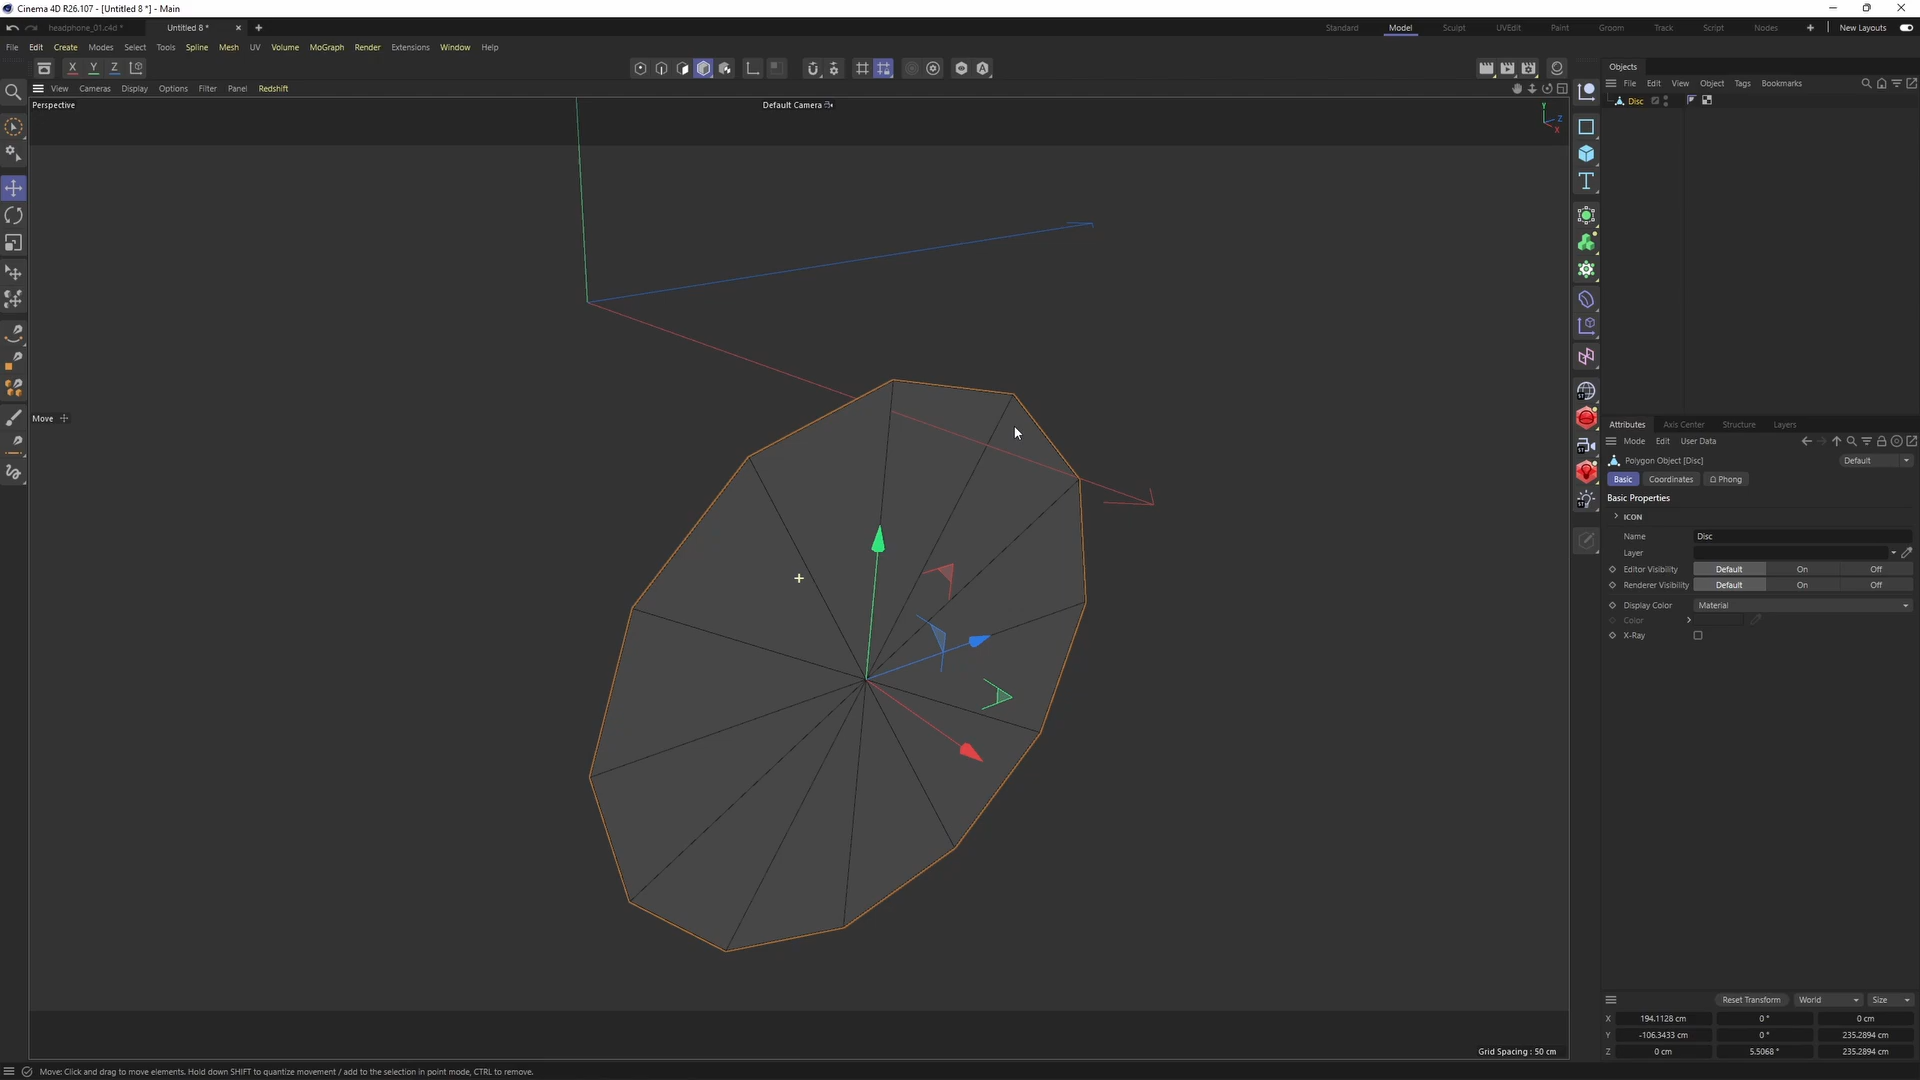 Cinema 4D R26.107 - [Untitled 8 *] - Main
headphone_01.c4d *
Untitled 8 *
Standard
Model
Sculpt
UVEdit
Paint
Groom
Track
Script
Nodes
New Layouts
File Edit Create Modes Select Tools Spline Mesh UV Volume MoGraph Render Extensions Window Help
X Y Z
View Cameras Display Options Filter Panel Redshift
Perspective
Default Camera
Y
Z
X
Move
Grid Spacing : 50 cm
Objects
File Edit View Object Tags Bookmarks
Disc
Attributes Axis Center Structure Layers
Mode Edit User Data
Polygon Object [Disc]
Default
Basic Coordinates Phong
Basic Properties
ICON
Name Disc
Layer
Editor Visibility Default On Off
Renderer Visibility Default On Off
Display Color Material
Color
X-Ray
Reset Transform World Size
X 194.1128 cm 0 ° 0 cm
Y -106.3433 cm 0 ° 235.2894 cm
Z 0 cm 5.5068 ° 235.2894 cm
Move: Click and drag to move elements. Hold down SHIFT to quantize movement / add to the selection in point mode, CTRL to remove.